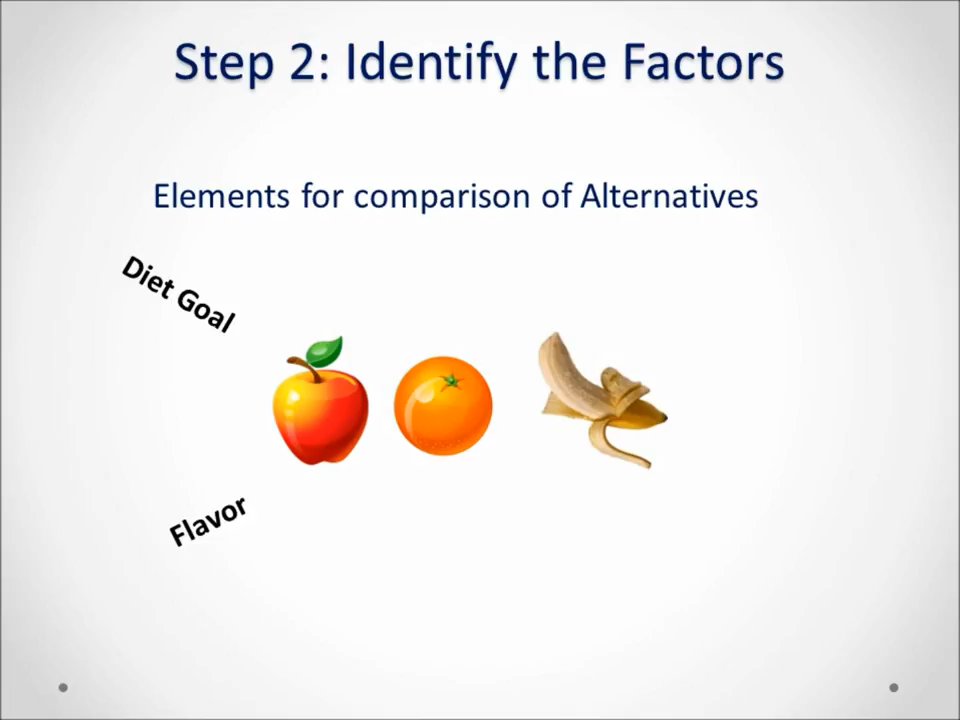 Step 2: Identify the Factors
Elements for comparison of Alternatives
Diet Goal
Flavor